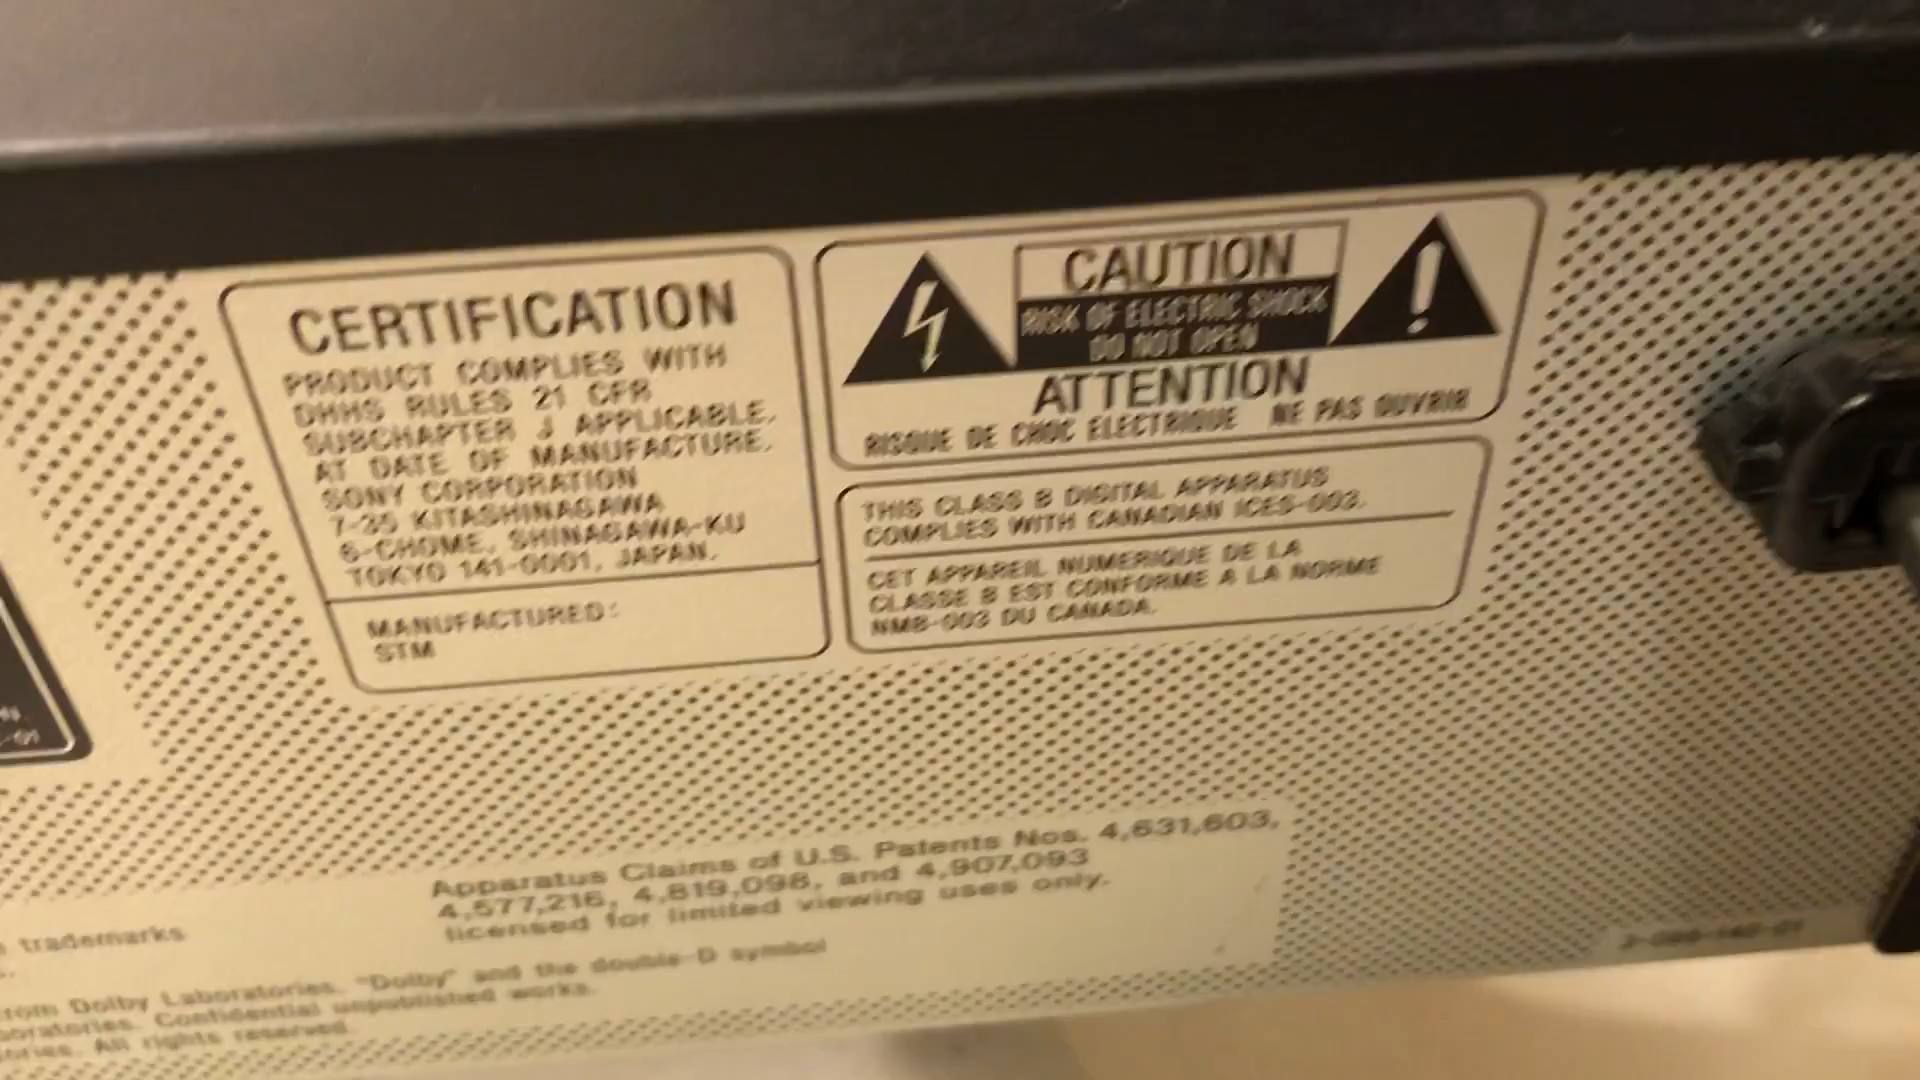 CERTIFICATION
PRODUCT COMPLIES WITH
DHHS RULES 21 CFR
SUBCHAPTER J APPLICABLE,
AT DATE OF MANUFACTURE.
SONY CORPORATION
7-35 KITASHINAGAWA
6-CHOME, SHINAGAWA-KU
TOKYO 141-0001, JAPAN.
MANUFACTURED:
STM
CAUTION
RISK OF ELECTRIC SHOCK
DO NOT OPEN
ATTENTION
RISQUE DE CHOC ELECTRIQUE NE PAS OUVRIR
THIS CLASS B DIGITAL APPARATUS
COMPLIES WITH CANADIAN ICES-003.
CET APPAREIL NUMERIQUE DE LA
CLASSE B EST CONFORME A LA NORME
NMB-003 DU CANADA.
Apparatus Claims of U.S. Patents Nos. 4,631,603,
4,577,216, 4,819,098, and 4,907,093
licensed for limited viewing uses only.
trademarks
from Dolby Laboratories. "Dolby" and the double-D symbol
Confidential unpublished works.
All rights reserved.